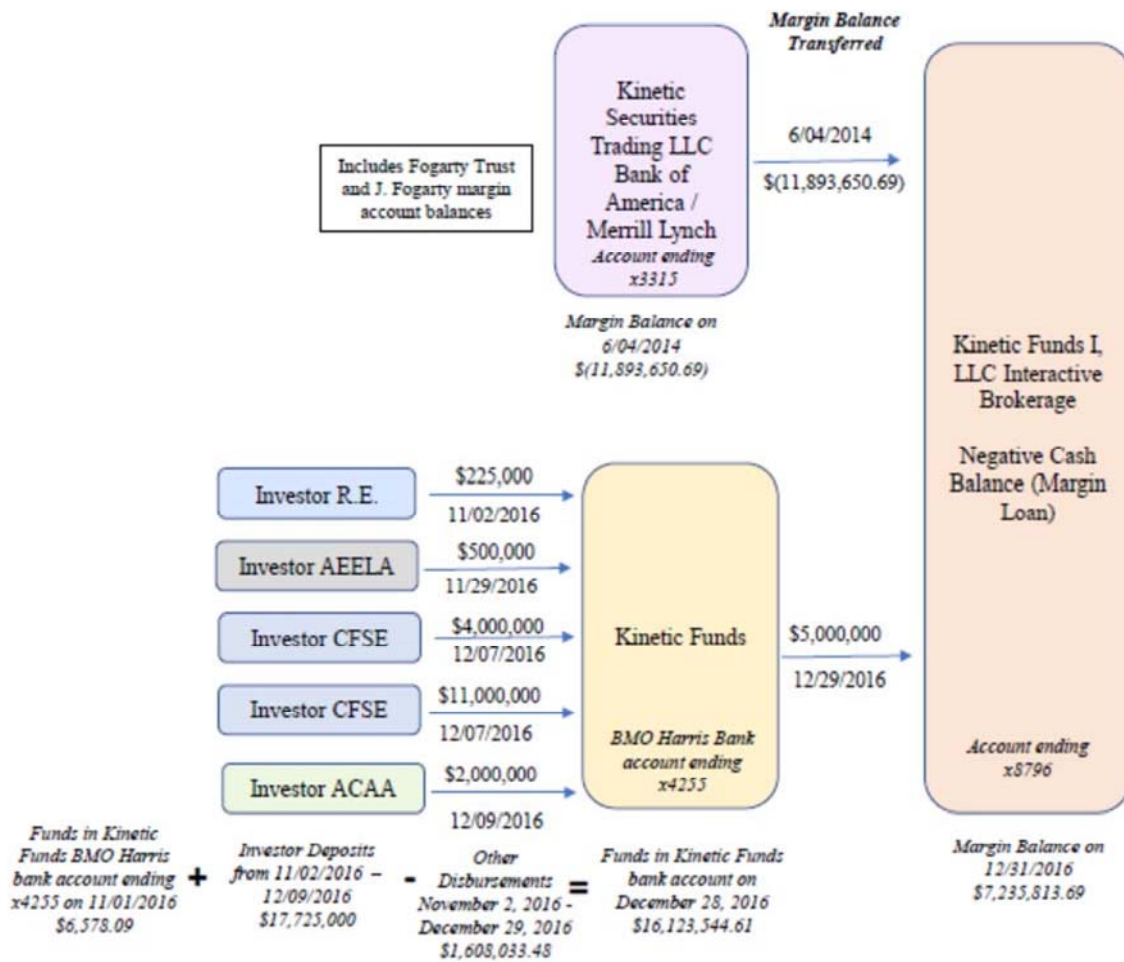 Margin Balance
Transferred
Kinetic
Securities
Trading LLC
Bank of
America /
Merrill Lynch
Account ending
x3315
6/04/2014
$(11,893,650.69)
Includes Fogarty Trust
and J. Fogarty margin
account balances
Margin Balance on
6/04/2014
$(11,893,650.69)
Kinetic Funds I,
LLC Interactive
Brokerage
Negative Cash
Balance (Margin
Loan)
Account ending
x8796
Investor R.E.
$225,000
11/02/2016
Investor AEELA
$500,000
11/29/2016
Investor CFSE
$4,000,000
12/07/2016
Investor CFSE
$11,000,000
12/07/2016
Investor ACAA
$2,000,000
12/09/2016
Kinetic Funds
BMO Harris Bank
account ending
x4255
$5,000,000
12/29/2016
Funds in Kinetic
Funds BMO Harris
bank account ending
x4255 on 11/01/2016
$6,578.09
+
Investor Deposits
from 11/02/2016 –
12/09/2016
$17,725,000
-
Other
Disbursements
November 2, 2016 -
December 29, 2016
$1,608,033.48
=
Funds in Kinetic Funds
bank account on
December 28, 2016
$16,123,544.61
Margin Balance on
12/31/2016
$7,235,813.69